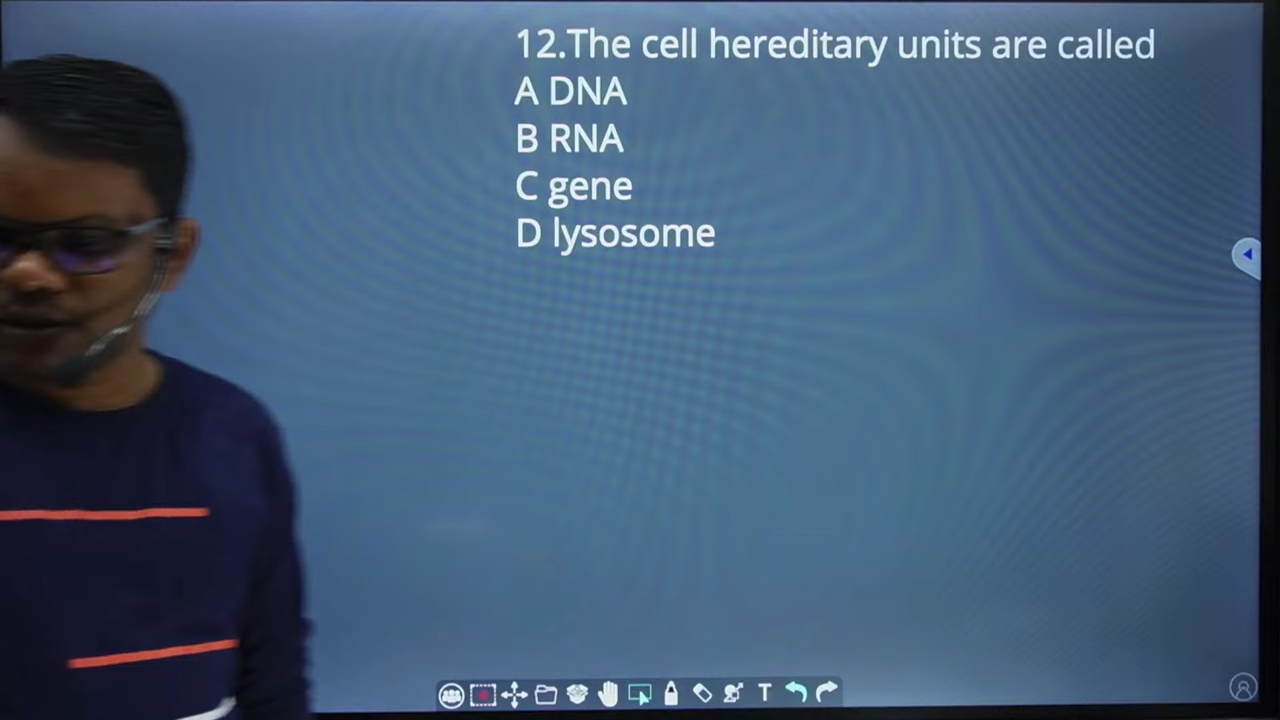 12.The cell hereditary units are called
A DNA
B RNA
C gene
D lysosome
T